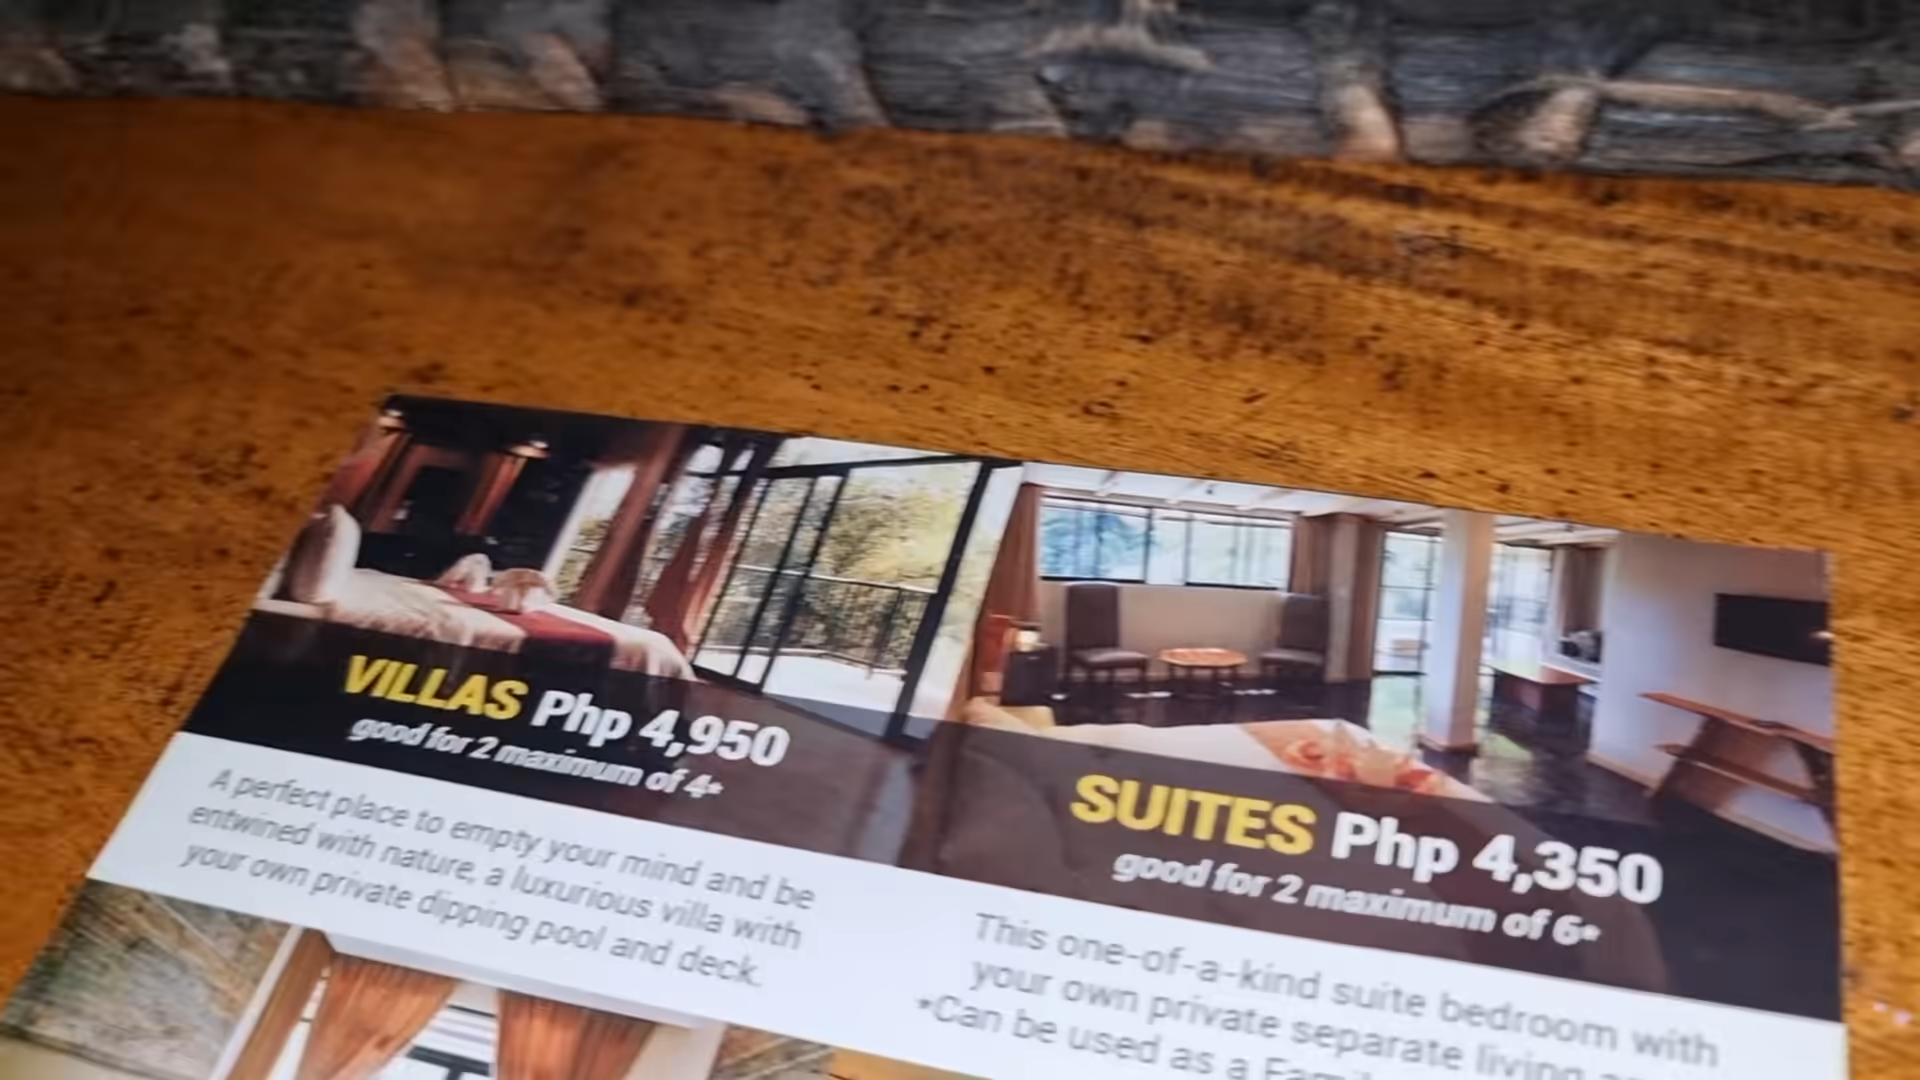 VILLAS Php 4,950
good for 2 maximum of 4*
A perfect place to empty your mind and be
entwined with nature, a luxurious villa with
your own private dipping pool and deck.
SUITES Php 4,350
good for 2 maximum of 6*
This one-of-a-kind suite bedroom with
your own private separate living
*Can be used as a